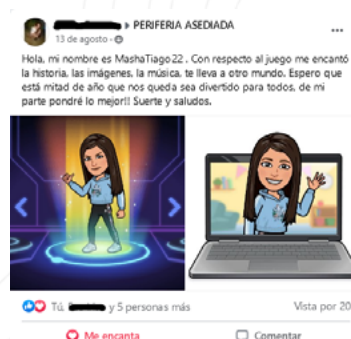 PERIFERIA ASEDIADA
13 de agosto ·
Hola, mi nombre es MashaTiago22 . Con respecto al juego me encantó
la historia, las imágenes, la música, te lleva a otro mundo. Espero que
está mitad de año que nos queda sea divertido para todos, de mi
parte pondré lo mejor!! Suerte y saludos.
Tú, y 5 personas más
Vista por 20
Me encanta
Comentar